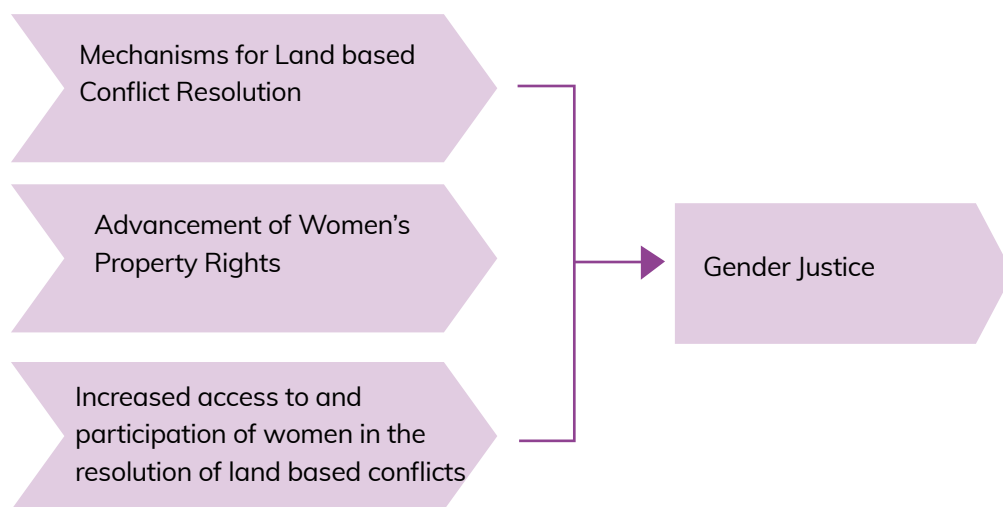 Mechanisms for Land based
Conflict Resolution
Advancement of Women’s
Property Rights
Increased access to and
participation of women in the
resolution of land based conflicts
Gender Justice